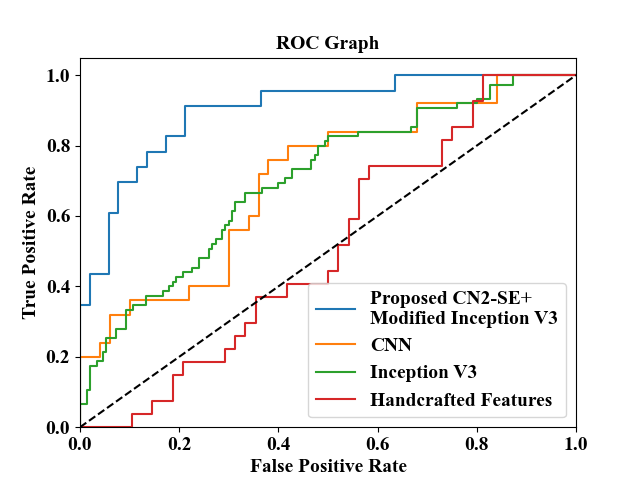 ROC Graph
True Positive Rate
1.0
0.8
0.6
0.4
0.2
0.0
0.0 0.2 0.4 0.6 0.8 1.0
False Positive Rate
Proposed CN2-SE+
Modified Inception V3
CNN
Inception V3
Handcrafted Features